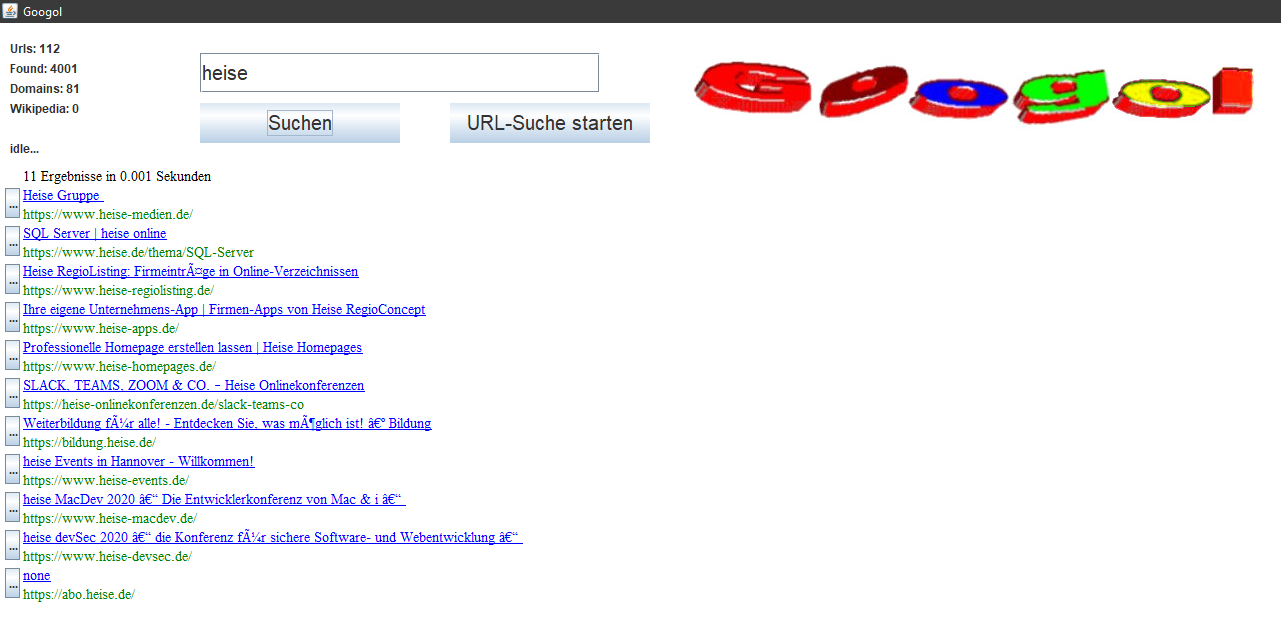 Googol
Urls: 112
Found: 4001
Domains: 81
Wikipedia: 0
idle...
heise
Suchen
URL-Suche starten
Googol
11 Ergebnisse in 0.001 Sekunden
... Heise Gruppe
https://www.heise-medien.de/
... SQL Server | heise online
https://www.heise.de/thema/SQL-Server
... Heise RegioListing: FirmeinträÃ¤ge in Online-Verzeichnissen
https://www.heise-regiolisting.de/
... Ihre eigene Unternehmens-App | Firmen-Apps von Heise RegioConcept
https://www.heise-apps.de/
... Professionelle Homepage erstellen lassen | Heise Homepages
https://www.heise-homepages.de/
... SLACK, TEAMS, ZOOM & CO. – Heise Onlinekonferenzen
https://heise-onlinekonferenzen.de/slack-teams-co
... Weiterbildung fÃ¼r alle! - Entdecken Sie, was mÃ¶glich ist! â€° Bildung
https://bildung.heise.de/
... heise Events in Hannover - Willkommen!
https://www.heise-events.de/
... heise MacDev 2020 â€“ Die Entwicklerkonferenz von Mac & i â€“
https://www.heise-macdev.de/
... heise devSec 2020 â€“ die Konferenz fÃ¼r sichere Software- und Webentwicklung â€“
https://www.heise-devsec.de/
... none
https://abo.heise.de/